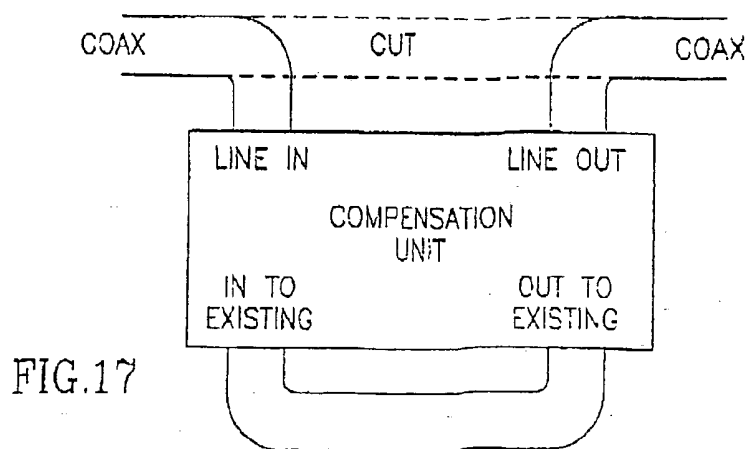 COAX CUT COAX
LINE IN LINE OUT
COMPENSATION
UNIT
IN TO OUT TO
EXISTING EXISTING
FIG.17